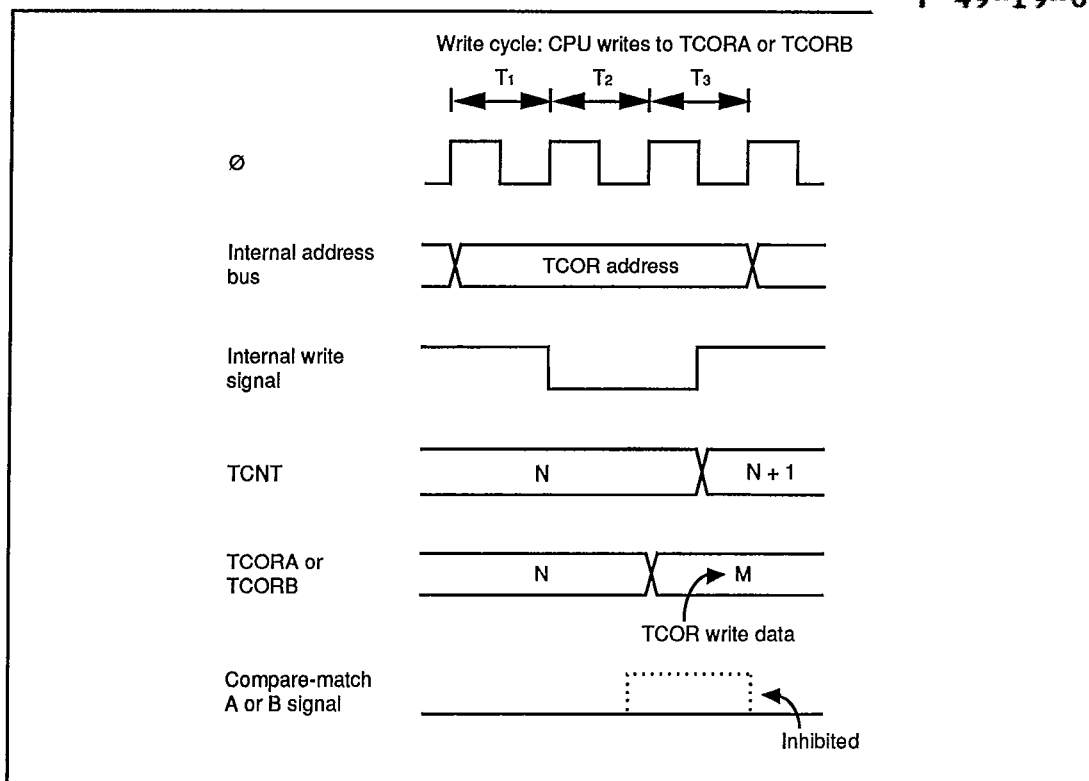 Write cycle: CPU writes to TCORA or TCORB
T1 T2 T3
Ø
Internal address
bus
TCOR address
Internal write
signal
TCNT
N
N + 1
TCORA or
TCORB
N
M
TCOR write data
Compare-match
A or B signal
Inhibited